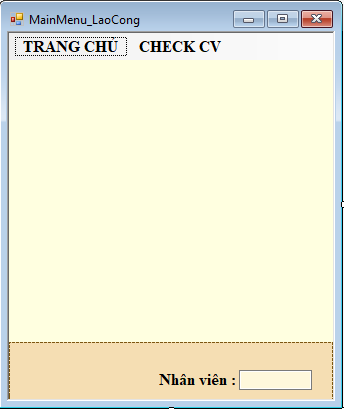 MainMenu_LaoCong
TRANG CHỦ CHECK CV
Nhân viên :